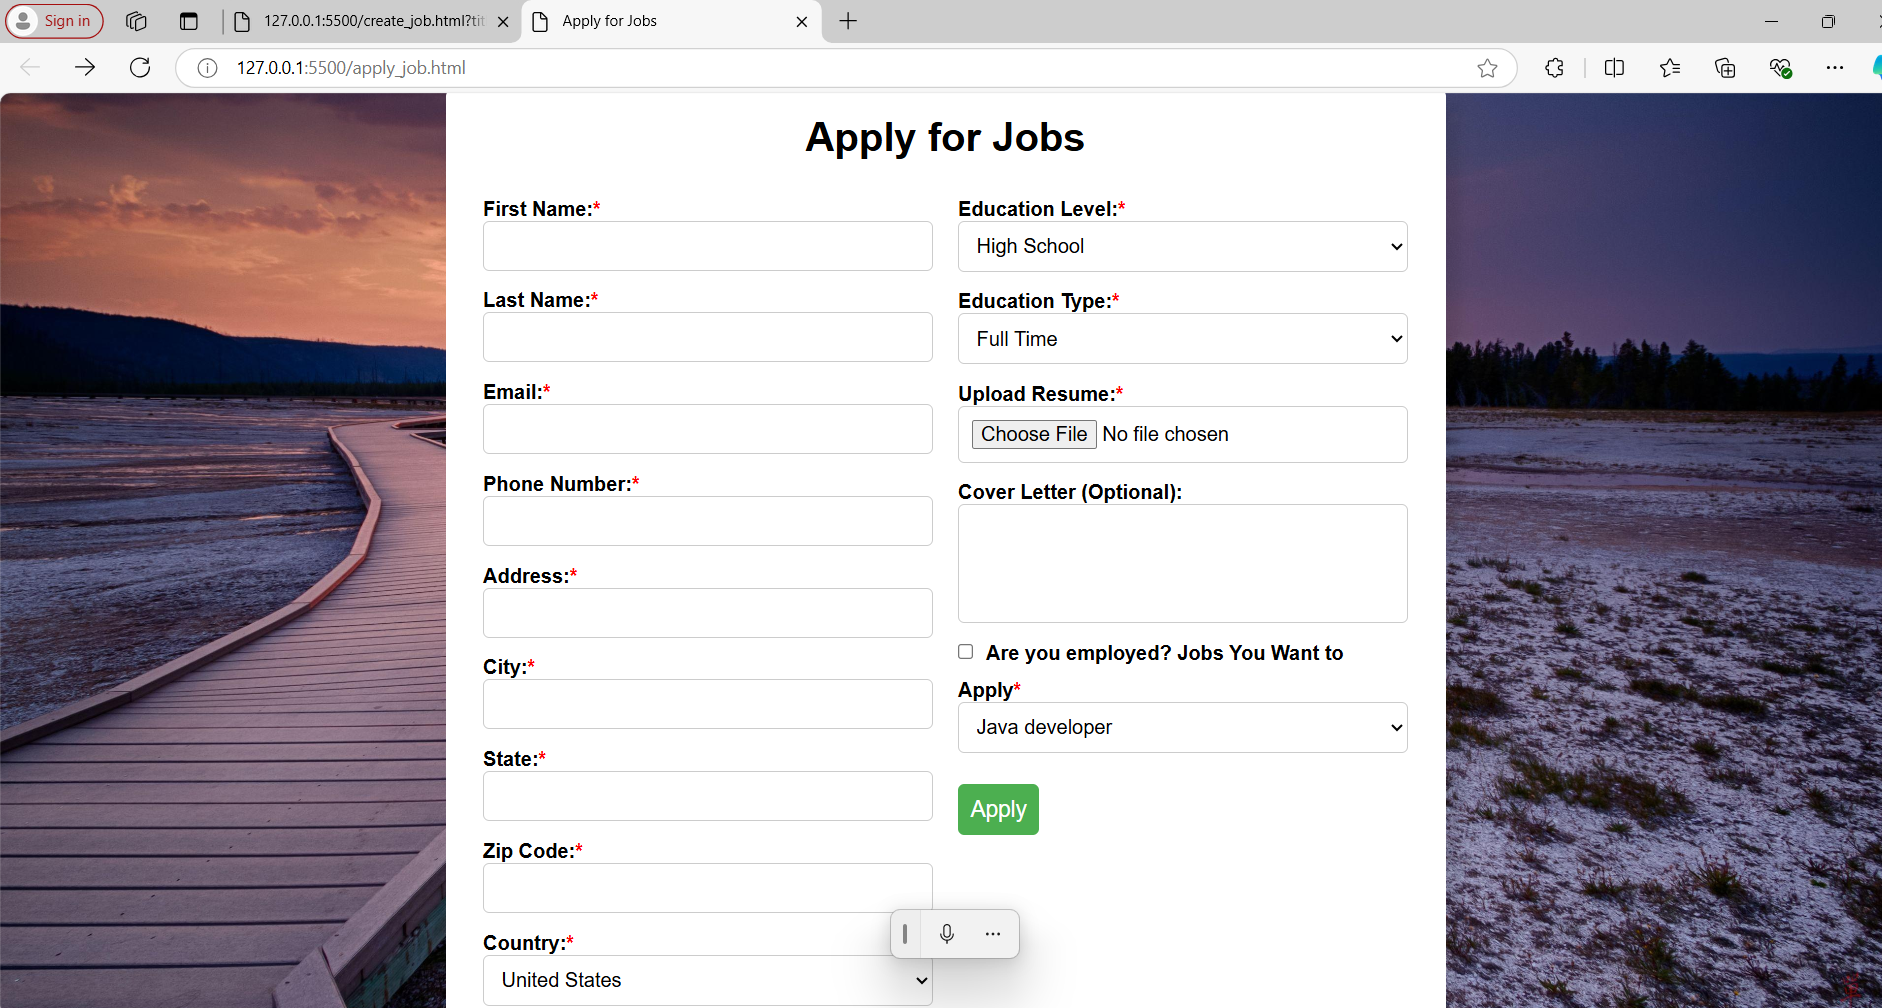 Sign in
127.0.0.1:5500/create_job.html?tit
Apply for Jobs
127.0.0.1:5500/apply_job.html
Apply for Jobs
First Name:*
Last Name:*
Email:*
Phone Number:*
Address:*
City:*
State:*
Zip Code:*
Country:*
United States
Education Level:*
High School
Education Type:*
Full Time
Upload Resume:*
Choose File No file chosen
Cover Letter (Optional):
Are you employed? Jobs You Want to
Apply*
Java developer
Apply